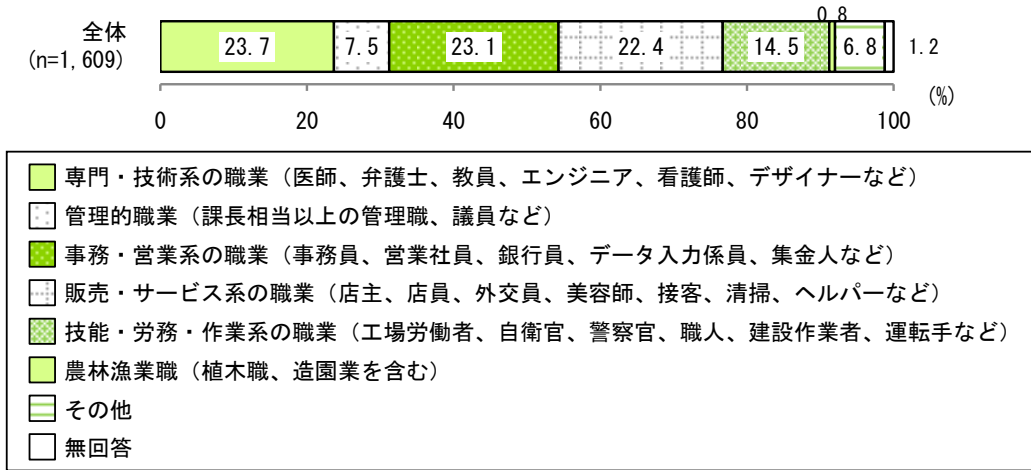 0.8
全体
(n=1,609)
23.7 7.5 23.1 22.4 14.5 6.8 1.2
(%)
0 20 40 60 80 100
専門・技術系の職業（医師、弁護士、教員、エンジニア、看護師、デザイナーなど）
管理的職業（課長相当以上の管理職、議員など）
事務・営業系の職業（事務員、営業社員、銀行員、データ入力係員、集金人など）
販売・サービス系の職業（店主、店員、外交員、美容師、接客、清掃、ヘルパーなど）
技能・労務・作業系の職業（工場労働者、自衛官、警察官、職人、建設作業者、運転手など）
農林漁業職（植木職、造園業を含む）
その他
無回答